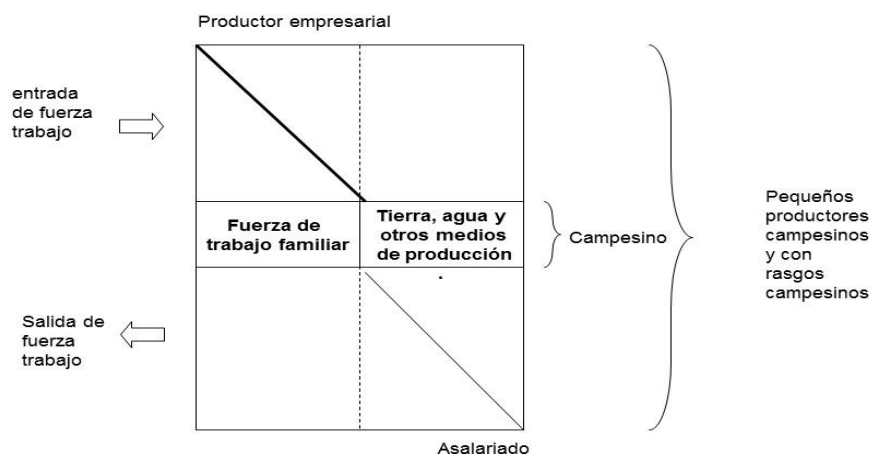 Productor empresarial
entrada
de fuerza
trabajo
Fuerza de
trabajo familiar
Tierra, agua y
otros medios
de producción
.
Campesino
Pequeños
productores
campesinos
y con
rasgos
campesinos
Salida de
fuerza
trabajo
Asalariado